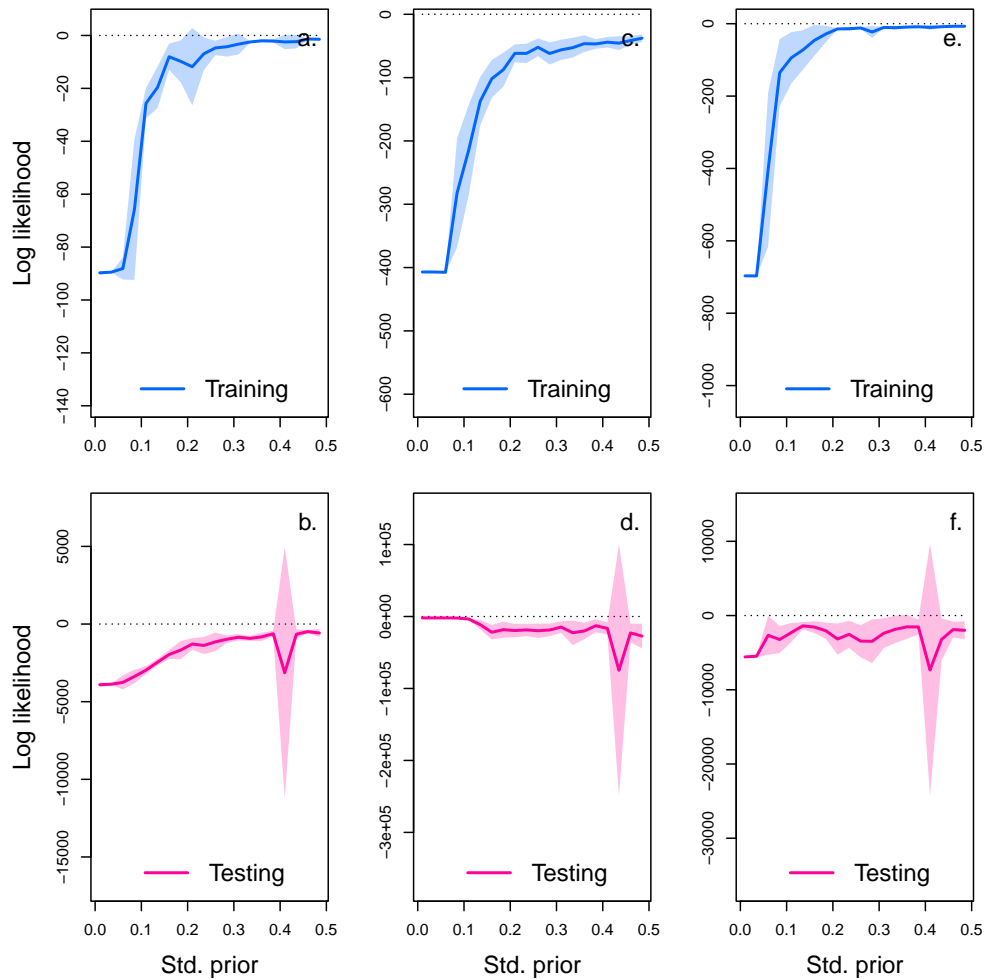 a.
Log likelihood
0
−20
−40
−60
−80
−100
−120
−140
Training
0.0 0.1 0.2 0.3 0.4 0.5
c.
0
−100
−200
−300
−400
−500
−600
Training
0.0 0.1 0.2 0.3 0.4 0.5
e.
0
−200
−400
−600
−800
−1000
Training
0.0 0.1 0.2 0.3 0.4 0.5
b.
Log likelihood
5000
0
−5000
−10000
−15000
Testing
0.0 0.1 0.2 0.3 0.4 0.5
Std. prior
d.
1e+05
0e+00
−1e+05
−2e+05
−3e+05
Testing
0.0 0.1 0.2 0.3 0.4 0.5
Std. prior
f.
10000
0
−10000
−20000
−30000
Testing
0.0 0.1 0.2 0.3 0.4 0.5
Std. prior